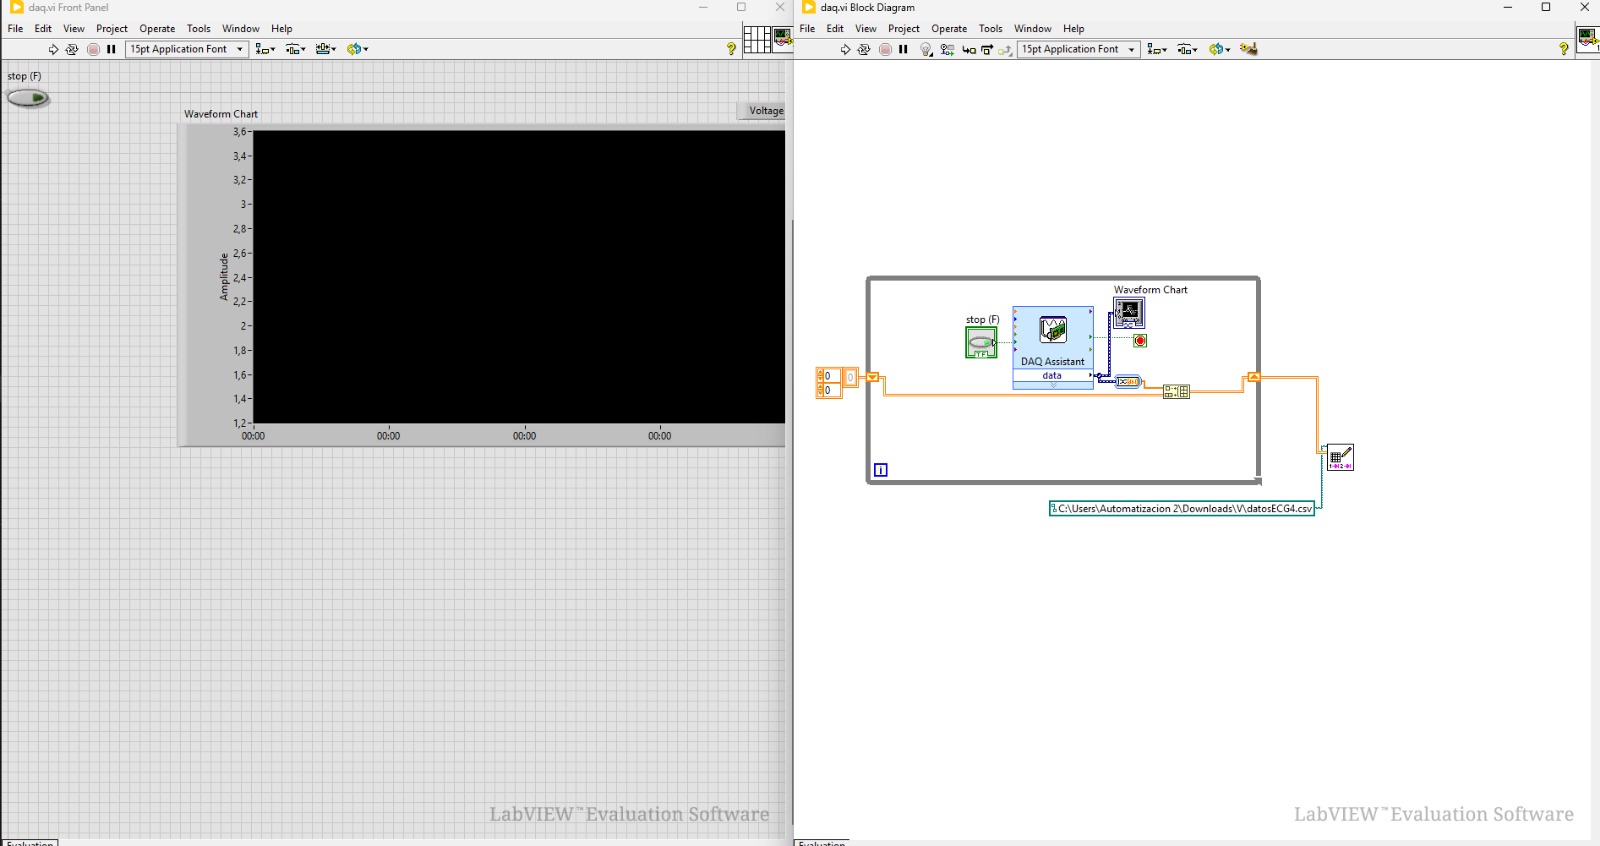 daq.vi Front Panel
File Edit View Project Operate Tools Window Help
15pt Application Font
?
stop (F)
Waveform Chart
Voltage
Amplitude
3,6
3,4
3,2
3
2,8
2,6
2,4
2,2
2
1,8
1,6
1,4
1,2
00:00 00:00 00:00 00:00
LabVIEW™ Evaluation Software
Evaluation
daq.vi Block Diagram
File Edit View Project Operate Tools Window Help
15pt Application Font
?
Waveform Chart
stop (F)
TF
DAQ Assistant
data
0
0
0
i
C:\Users\Automatizacion 2\Downloads\V\datosECG4.csv
LabVIEW™ Evaluation Software
Evaluation